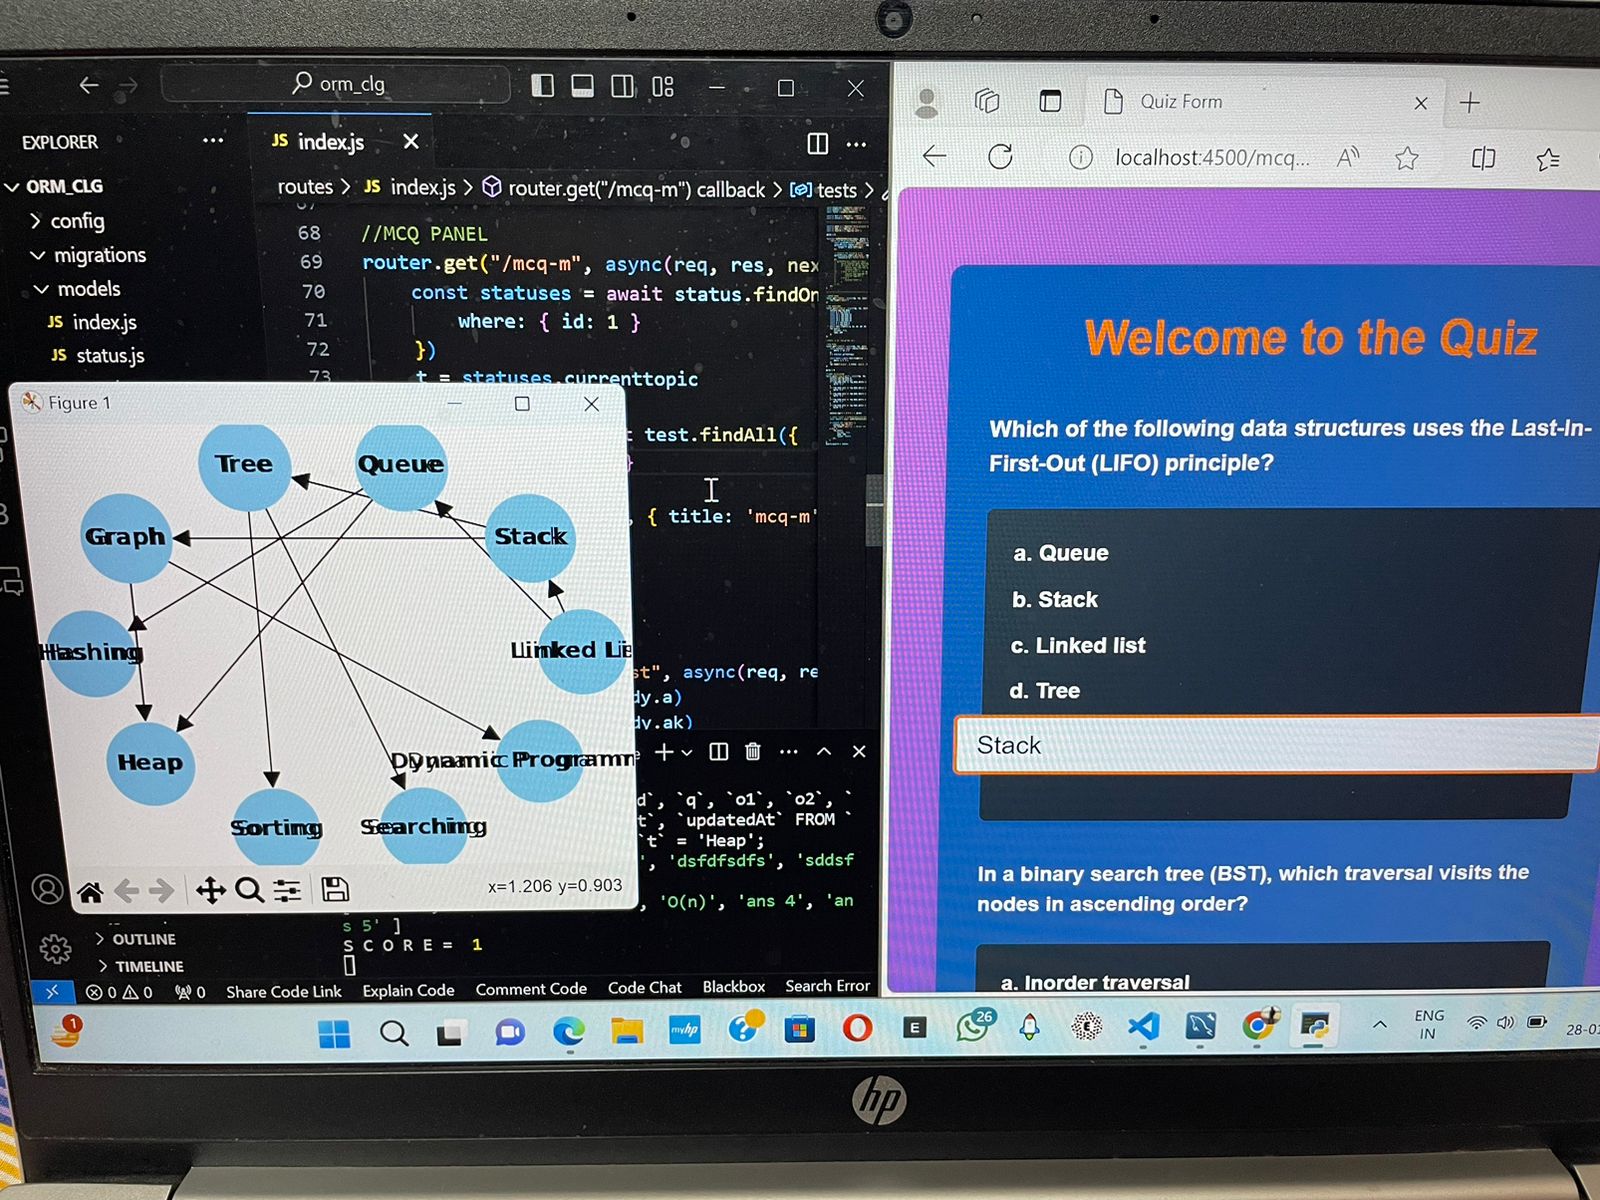 orm_clg
EXPLORER
JS index.js
ORM_CLG
config
migrations
models
JS index.js
JS status.js
routes > JS index.js > router.get("/mcq-m") callback > tests >
68 //MCQ PANEL
69 router.get("/mcq-m", async(req, res, nex
70 const statuses = await status.findOn
71 where: { id: 1 }
72 })
73 t = statuses.currenttopic
test.findAll({
}
, { title: 'mcq-m'
st", async(req, re
dy.a)
dy.ak)
Figure 1
Tree
Queue
Graph
Stack
Hashing
Linked Lis
Heap
Dynamic Programm
Sorting
Searching
x=1.206 y=0.903
d`, `q`, `o1`, `o2`, `
t`, `updatedAt` FROM `
`t` = 'Heap';
', 'dsfdfsdfs', 'sddsf
, 'O(n)', 'ans 4', 'an
s 5' ]
S C O R E = 1
OUTLINE
TIMELINE
0 0 0 Share Code Link Explain Code Comment Code Code Chat Blackbox Search Error
Quiz Form
localhost:4500/mcq...
Welcome to the Quiz
Which of the following data structures uses the Last-In-
First-Out (LIFO) principle?
a. Queue
b. Stack
c. Linked list
d. Tree
Stack
In a binary search tree (BST), which traversal visits the
nodes in ascending order?
a. Inorder traversal
1
myhp
E
26
E
ENG
IN
28-01
hp